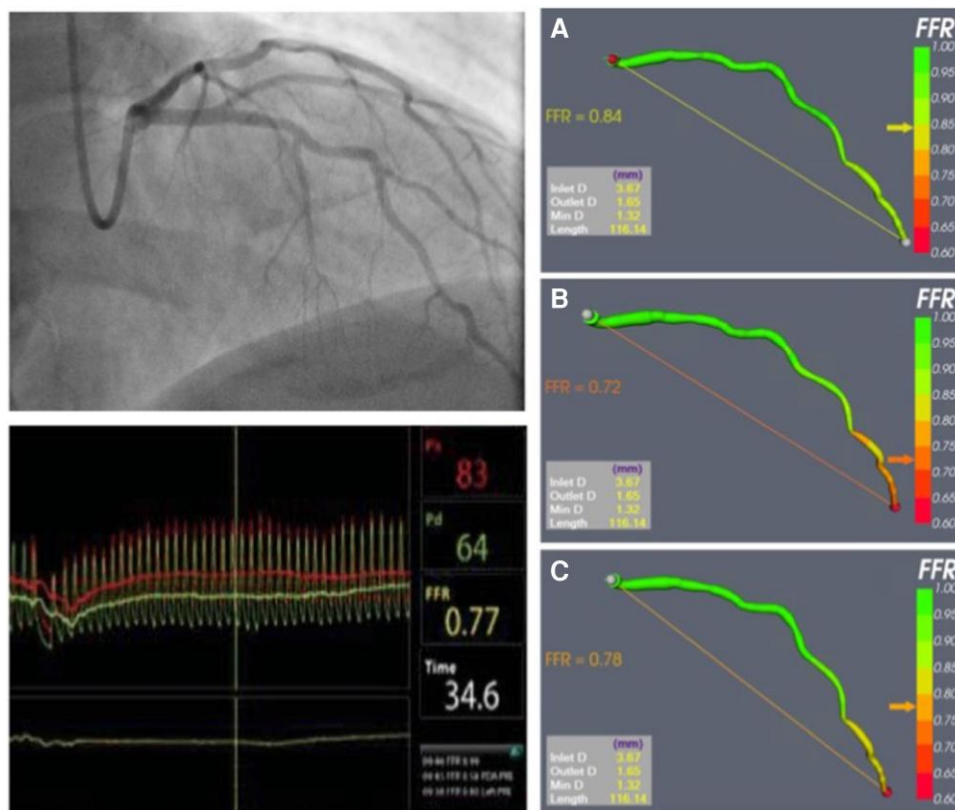 Pa
83
Pd
64
FFR
0.77
Time
34.6
A
FFR
FFR = 0.84
1.00
0.95
0.90
0.85
0.80
0.75
0.70
0.65
0.60
(mm)
Inlet D 3.67
Outlet D 1.65
Min D 1.32
Length 116.14
B
FFR
FFR = 0.72
1.00
0.95
0.90
0.85
0.80
0.75
0.70
0.65
0.60
(mm)
Inlet D 3.67
Outlet D 1.65
Min D 1.32
Length 116.14
C
FFR
FFR = 0.78
1.00
0.95
0.90
0.85
0.80
0.75
0.70
0.65
0.60
(mm)
Inlet D 3.67
Outlet D 1.65
Min D 1.32
Length 116.14